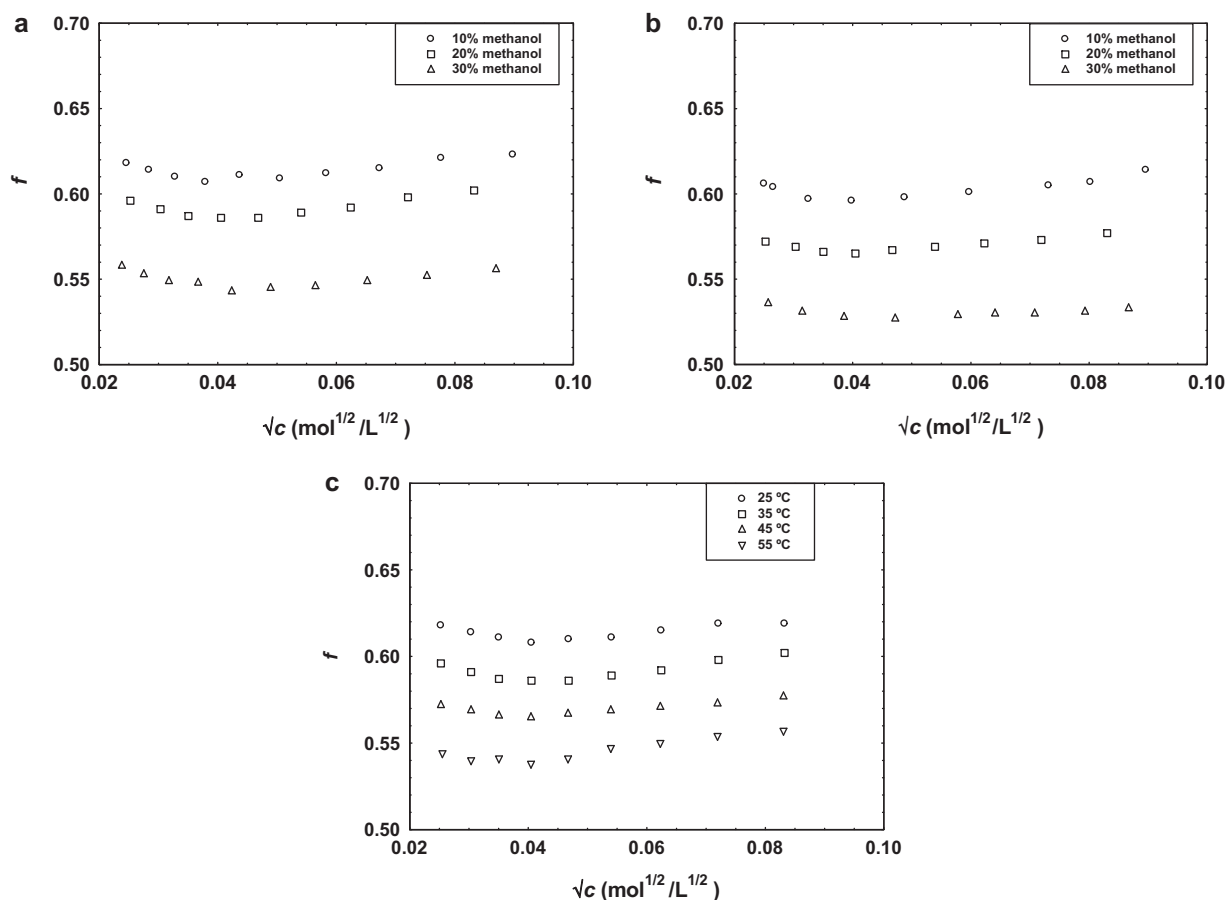 a
0.70
0.65
0.60
0.55
0.50
f
10% methanol
20% methanol
30% methanol
0.02 0.04 0.06 0.08 0.10
√c (mol1/2/L1/2 )
b
0.70
0.65
0.60
0.55
0.50
f
10% methanol
20% methanol
30% methanol
0.02 0.04 0.06 0.08 0.10
√c (mol1/2/L1/2 )
c
0.70
0.65
0.60
0.55
0.50
f
25 ºC
35 ºC
45 ºC
55 ºC
0.02 0.04 0.06 0.08 0.10
√c (mol1/2/L1/2 )